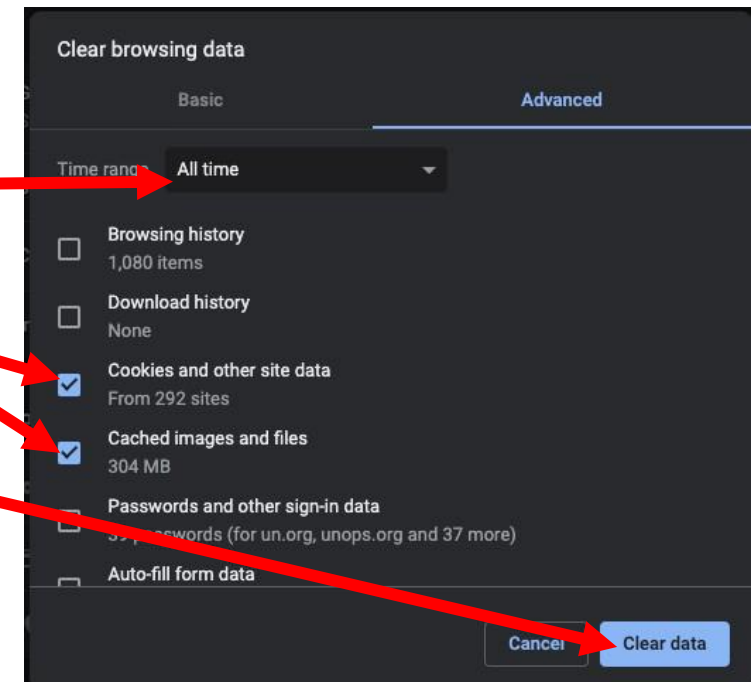 Clear browsing data
Basic Advanced
Time range All time
Browsing history
1,080 items
Download history
None
Cookies and other site data
From 292 sites
Cached images and files
304 MB
Passwords and other sign-in data
39 passwords (for un.org, unops.org and 37 more)
Auto-fill form data
Cancel Clear data